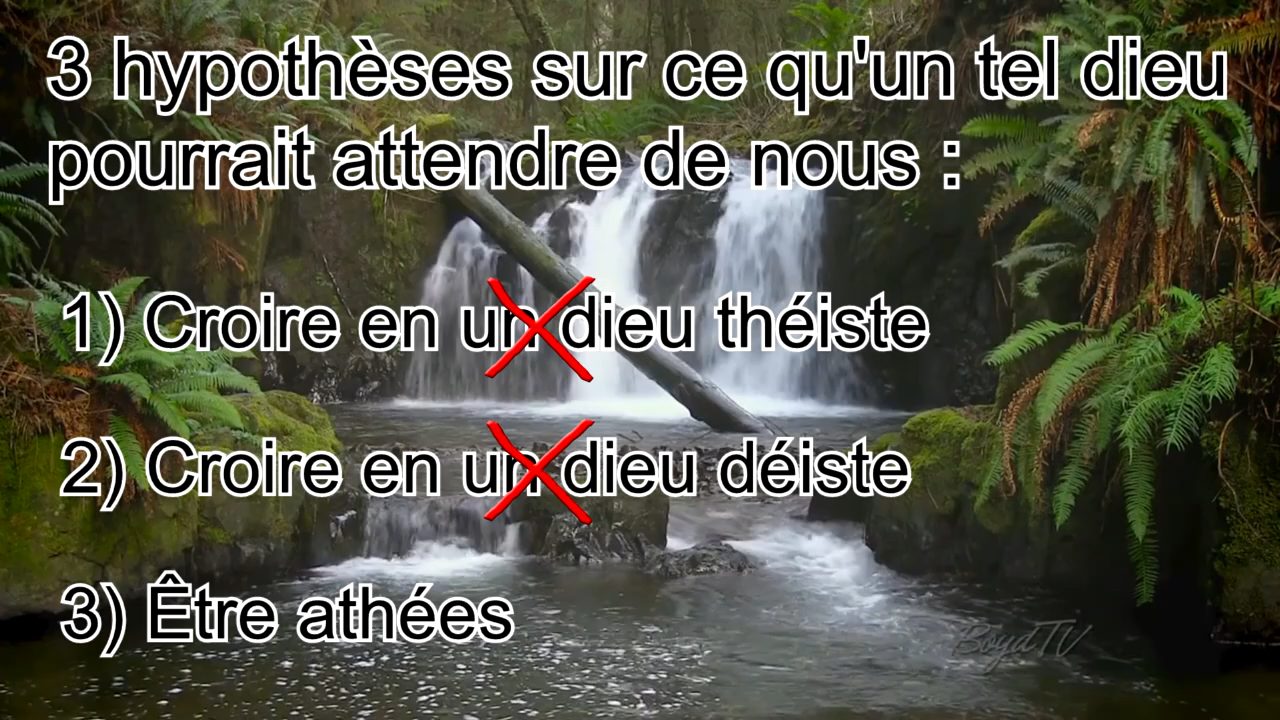 3 hypothèses sur ce qu'un tel dieu
pourrait attendre de nous :
1) Croire en un dieu théiste
2) Croire en un dieu déiste
3) Être athées
BoydTV